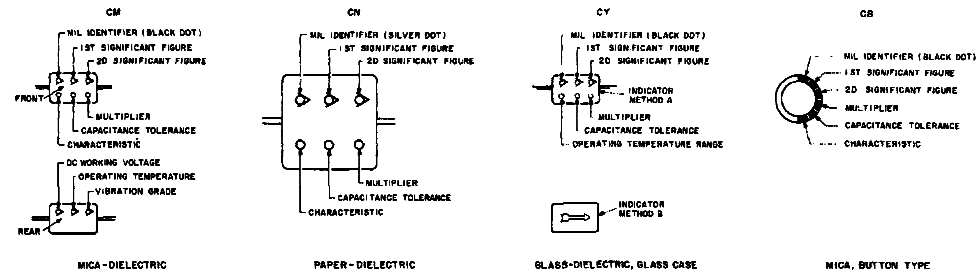 CM
MIL IDENTIFIER (BLACK DOT)
1ST SIGNIFICANT FIGURE
2D SIGNIFICANT FIGURE
FRONT
MULTIPLIER
CAPACITANCE TOLERANCE
CHARACTERISTIC
DC WORKING VOLTAGE
OPERATING TEMPERATURE
VIBRATION GRADE
REAR
MICA-DIELECTRIC
CN
MIL IDENTIFIER (SILVER DOT)
1ST SIGNIFICANT FIGURE
2D SIGNIFICANT FIGURE
MULTIPLIER
CAPACITANCE TOLERANCE
CHARACTERISTIC
PAPER-DIELECTRIC
CY
MIL IDENTIFIER (BLACK DOT)
1ST SIGNIFICANT FIGURE
2D SIGNIFICANT FIGURE
INDICATOR
METHOD A
MULTIPLIER
CAPACITANCE TOLERANCE
OPERATING TEMPERATURE RANGE
INDICATOR
METHOD B
GLASS-DIELECTRIC, GLASS CASE
CB
MIL IDENTIFIER (BLACK DOT)
1ST SIGNIFICANT FIGURE
2D SIGNIFICANT FIGURE
MULTIPLIER
CAPACITANCE TOLERANCE
CHARACTERISTIC
MICA, BUTTON TYPE